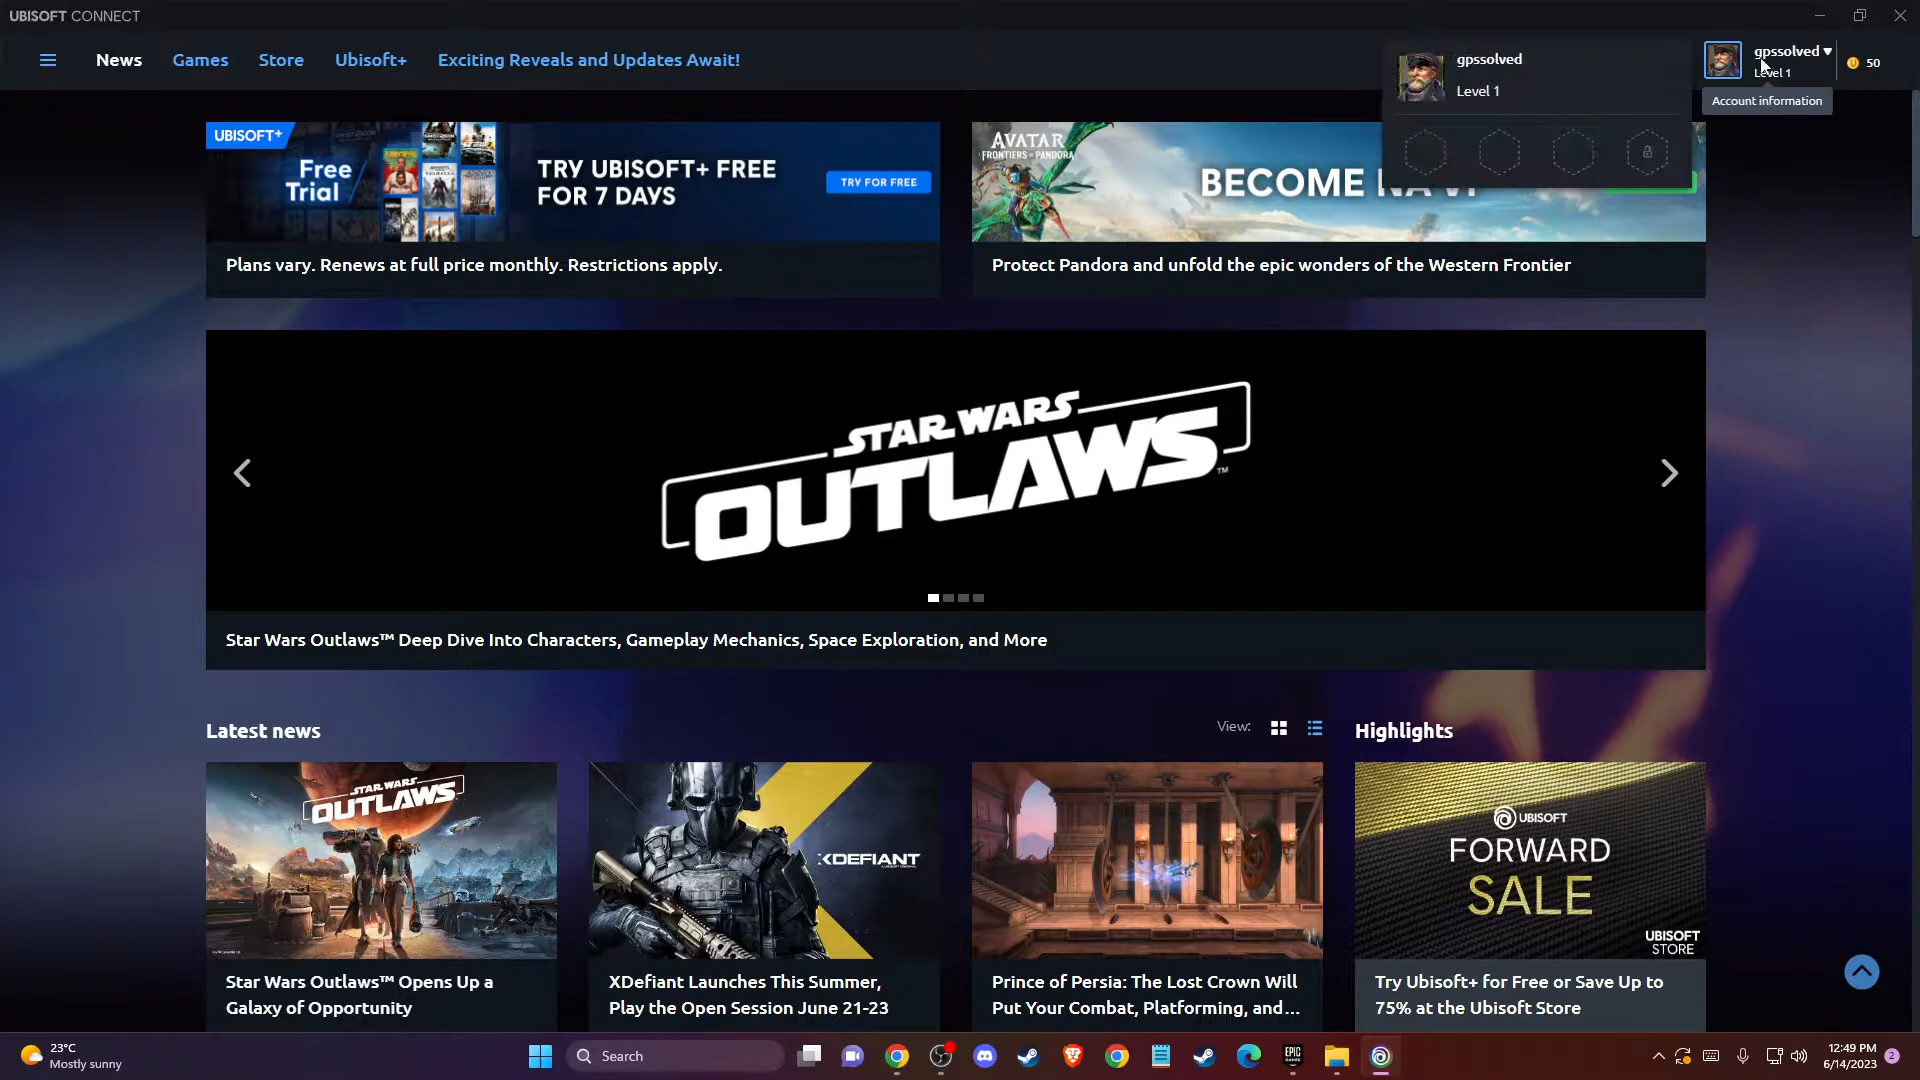 UBISOFT CONNECT
News
Games
Store
Ubisoft+
Exciting Reveals and Updates Await!
gpssolved
Level 1
gpssolved
Level 1
50
Account information
UBISOFT+
Free
Trial
TRY UBISOFT+ FREE
FOR 7 DAYS
TRY FOR FREE
Plans vary. Renews at full price monthly. Restrictions apply.
AVATAR
FRONTIERS OF PANDORA
BECOME NA'VI
Protect Pandora and unfold the epic wonders of the Western Frontier
STAR WARS
OUTLAWS™
Star Wars Outlaws™ Deep Dive Into Characters, Gameplay Mechanics, Space Exploration, and More
Latest news
View:
Highlights
STAR WARS
OUTLAWS
XDEFIANT
UBISOFT
FORWARD
SALE
UBISOFT
STORE
Star Wars Outlaws™ Opens Up a
Galaxy of Opportunity
XDefiant Launches This Summer,
Play the Open Session June 21-23
Prince of Persia: The Lost Crown Will
Put Your Combat, Platforming, and...
Try Ubisoft+ for Free or Save Up to
75% at the Ubisoft Store
23°C
Mostly sunny
Search
EPIC
GAMES
12:49 PM
6/14/2023
2